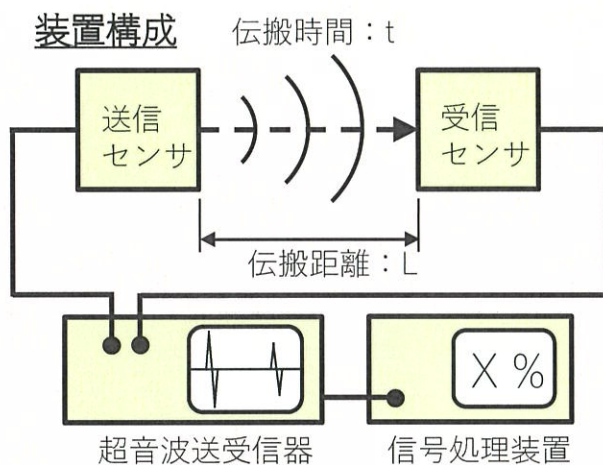 装置構成
伝搬時間：t
送信
センサ
受信
センサ
伝搬距離：L
X %
超音波送受信器
信号処理装置